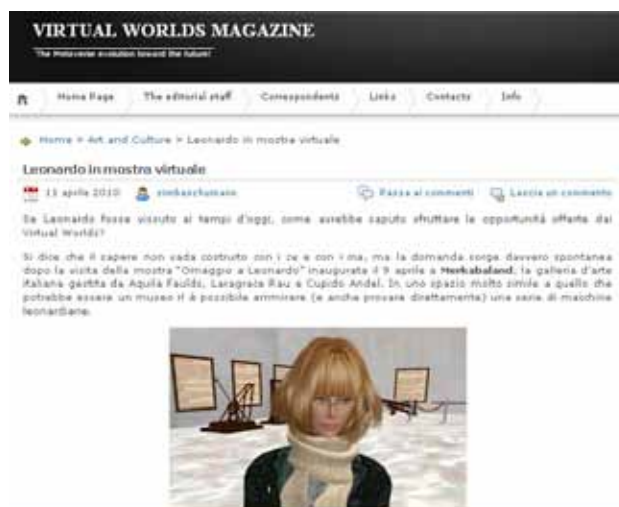 VIRTUAL WORLDS MAGAZINE
The Metaverse evolution toward the future!
Home Page
The editorial staff
Correspondents
Links
Contacts
Info
Home » Art and Culture » Leonardo in mostra virtuale
Leonardo in mostra virtuale
11 aprile 2010
Passa ai commenti
Lascia un commento
Se Leonardo fosse vissuto ai tempi d'oggi, come avrebbe saputo sfruttare le opportunità offerte dai
Virtual Worlds?
Si dice che il sapere non vada costruito con i se e con i ma, ma la domanda sorge davvero spontanea
dopo la visita della mostra "Omaggio a Leonardo" inaugurata il 9 aprile a Merkabaland, la galleria d'arte
italiana gestita da Aquila Faulds, Laragrace Rau e Cupido Andel. In uno spazio molto simile a quello che
potrebbe essere un museo rl è possibile ammirare (e anche provare direttamente) una serie di macchine
leonardiane.